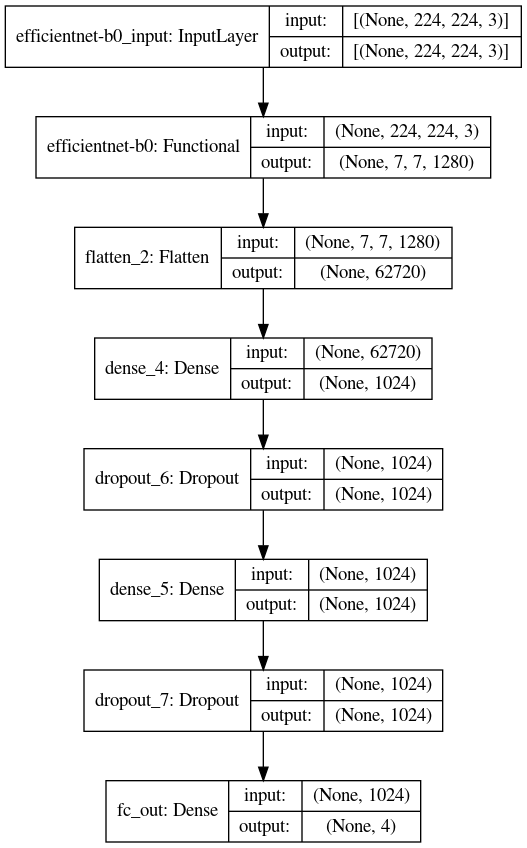 efficientnet-b0_input: InputLayer
input:
[(None, 224, 224, 3)]
output:
[(None, 224, 224, 3)]
efficientnet-b0: Functional
input:
(None, 224, 224, 3)
output:
(None, 7, 7, 1280)
flatten_2: Flatten
input:
(None, 7, 7, 1280)
output:
(None, 62720)
dense_4: Dense
input:
(None, 62720)
output:
(None, 1024)
dropout_6: Dropout
input:
(None, 1024)
output:
(None, 1024)
dense_5: Dense
input:
(None, 1024)
output:
(None, 1024)
dropout_7: Dropout
input:
(None, 1024)
output:
(None, 1024)
fc_out: Dense
input:
(None, 1024)
output:
(None, 4)